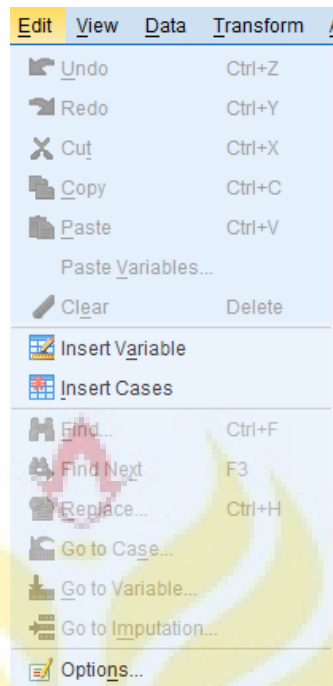 Edit View Data Transform
Undo Ctrl+Z
Redo Ctrl+Y
Cut Ctrl+X
Copy Ctrl+C
Paste Ctrl+V
Paste Variables...
Clear Delete
Insert Variable
Insert Cases
Find... Ctrl+F
Find Next F3
Replace... Ctrl+H
Go to Case...
Go to Variable...
Go to Imputation...
Options...